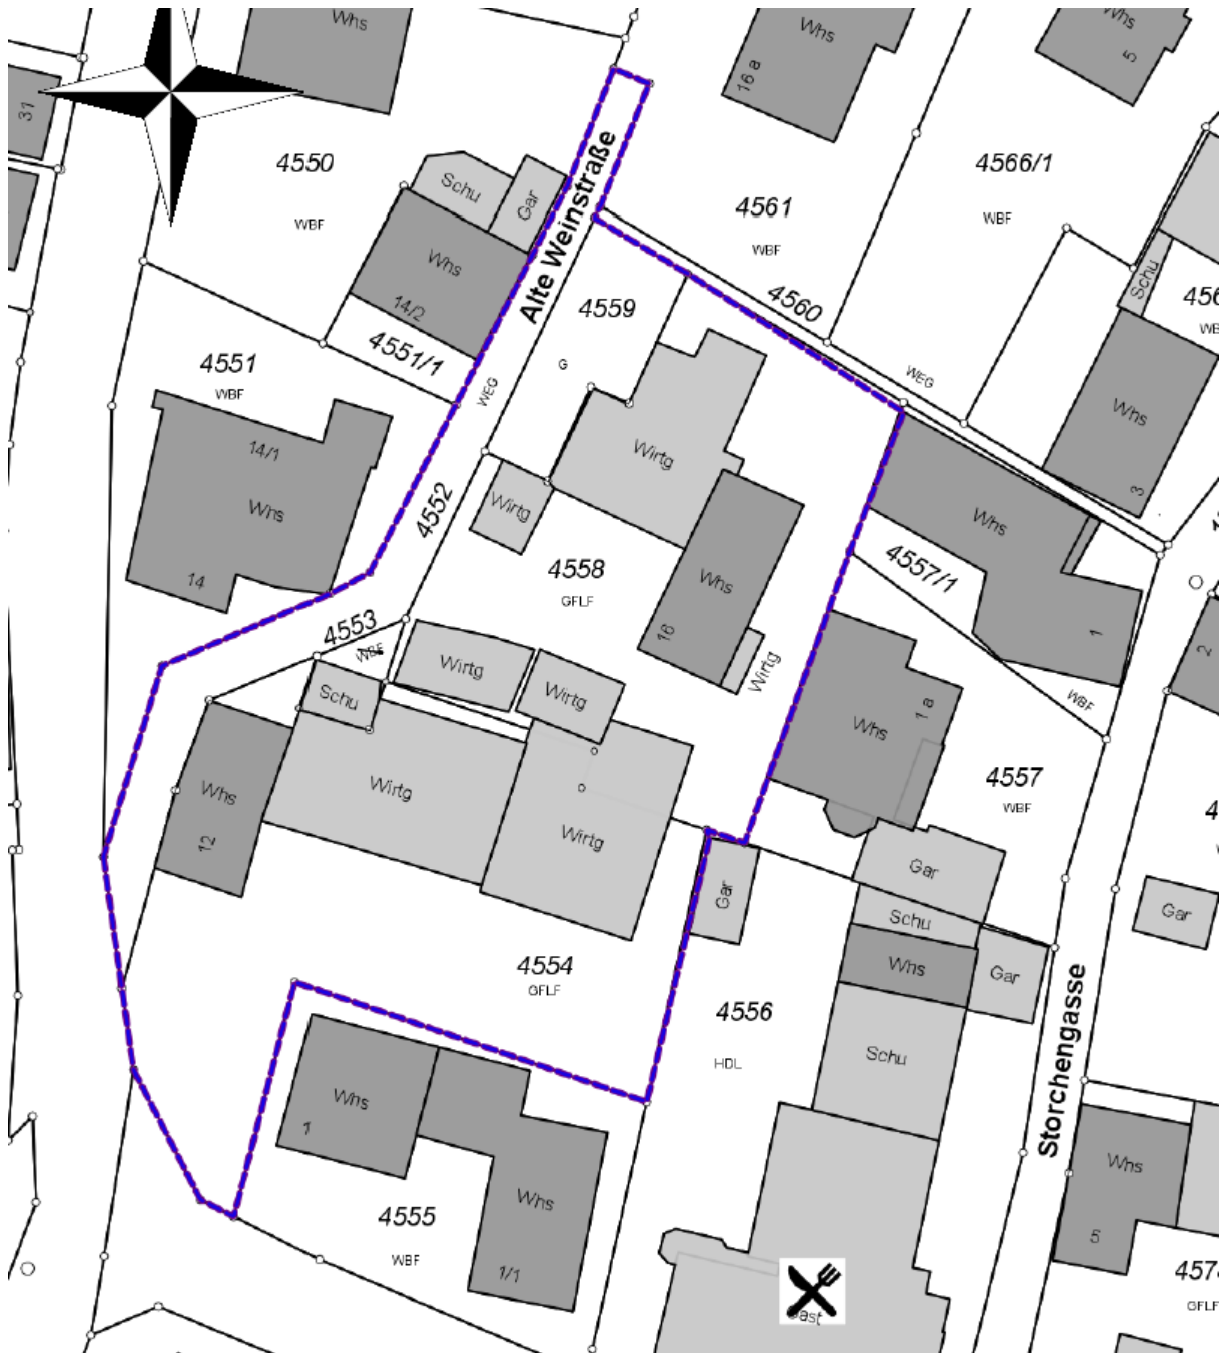 Whs
Whs
Whs
16 a
5
31
4550
WBF
Schu
Gar
Alte Weinstraße
4561
WBF
4566/1
WBF
Whs
14/2
4551/1
4551
WBF
4559
G
4560
WEG
Schu
WEG
14/1
Whs
14
4552
Wirtg
Wirtg
Whs
3
4558
GFLF
Whs
16
Wirtg
Whs
4557/1
1
WBF
2
4553
WBF
Wirtg
Wirtg
Schu
Whs
12
Wirtg
Wirtg
Whs
1 a
4557
WBF
Gar
Gar
Schu
Whs
Gar
Gar
4554
GFLF
4556
HDL
Schu
Storchengasse
Whs
1
Whs
1/1
4555
WBF
Whs
5
GFLF